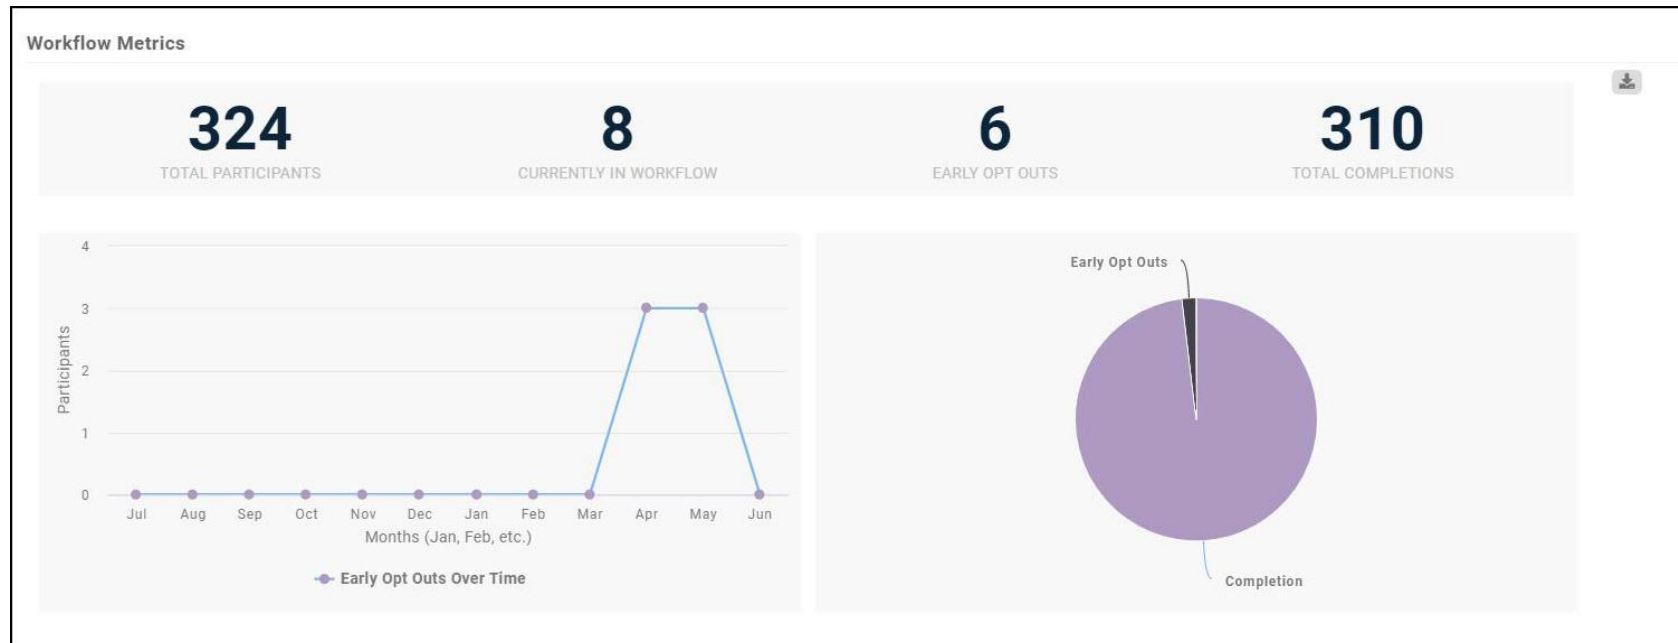 Workflow Metrics
324
TOTAL PARTICIPANTS
8
CURRENTLY IN WORKFLOW
6
EARLY OPT OUTS
310
TOTAL COMPLETIONS
4
3
2
1
0
Participants
Jul Aug Sep Oct Nov Dec Jan Feb Mar Apr May Jun
Months (Jan, Feb, etc.)
Early Opt Outs Over Time
Early Opt Outs
Completion